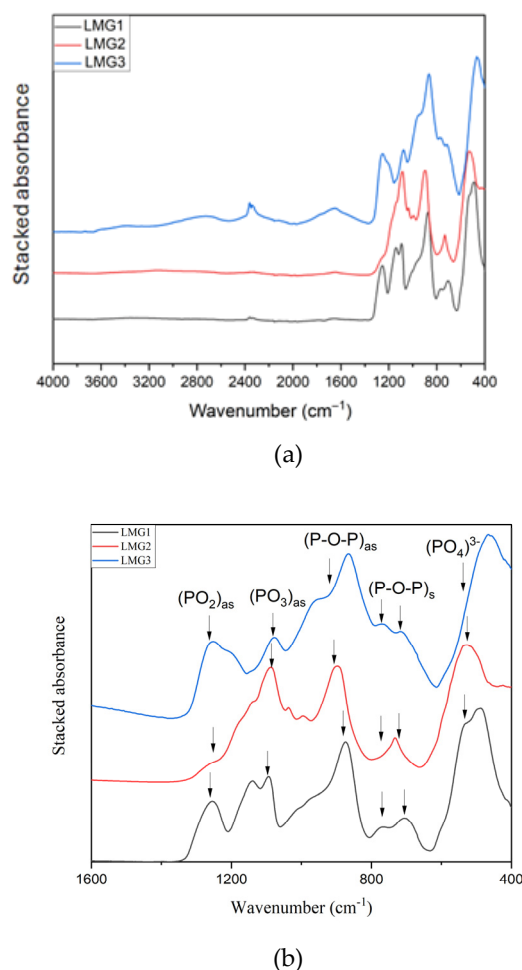 LMG1
LMG2
LMG3
Stacked absorbance
4000 3600 3200 2800 2400 2000 1600 1200 800 400
Wavenumber (cm⁻¹)
(a)
LMG1
LMG2
LMG3
(P-O-P)as
(PO4)3-
(PO2)as
(PO3)as
(P-O-P)s
Stacked absorbance
1600 1200 800 400
Wavenumber (cm-1)
(b)